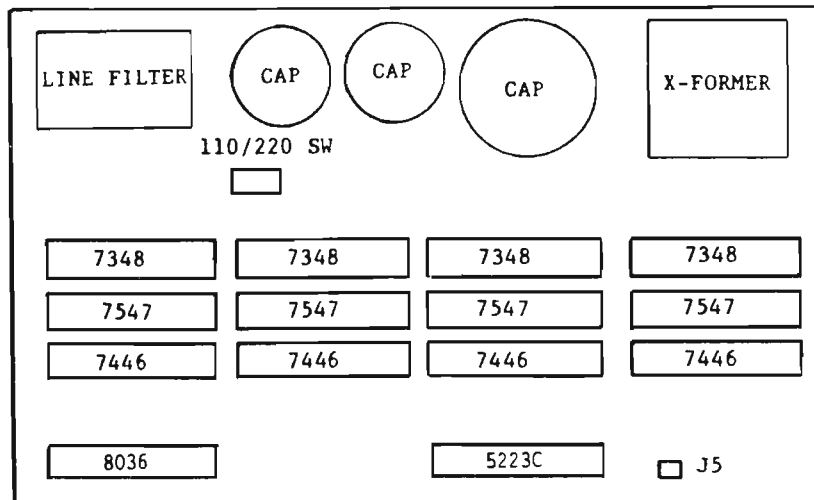 LINE FILTER CAP CAP CAP X-FORMER
110/220 SW
7348 7348 7348 7348
7547 7547 7547 7547
7446 7446 7446 7446
8036 5223C J5